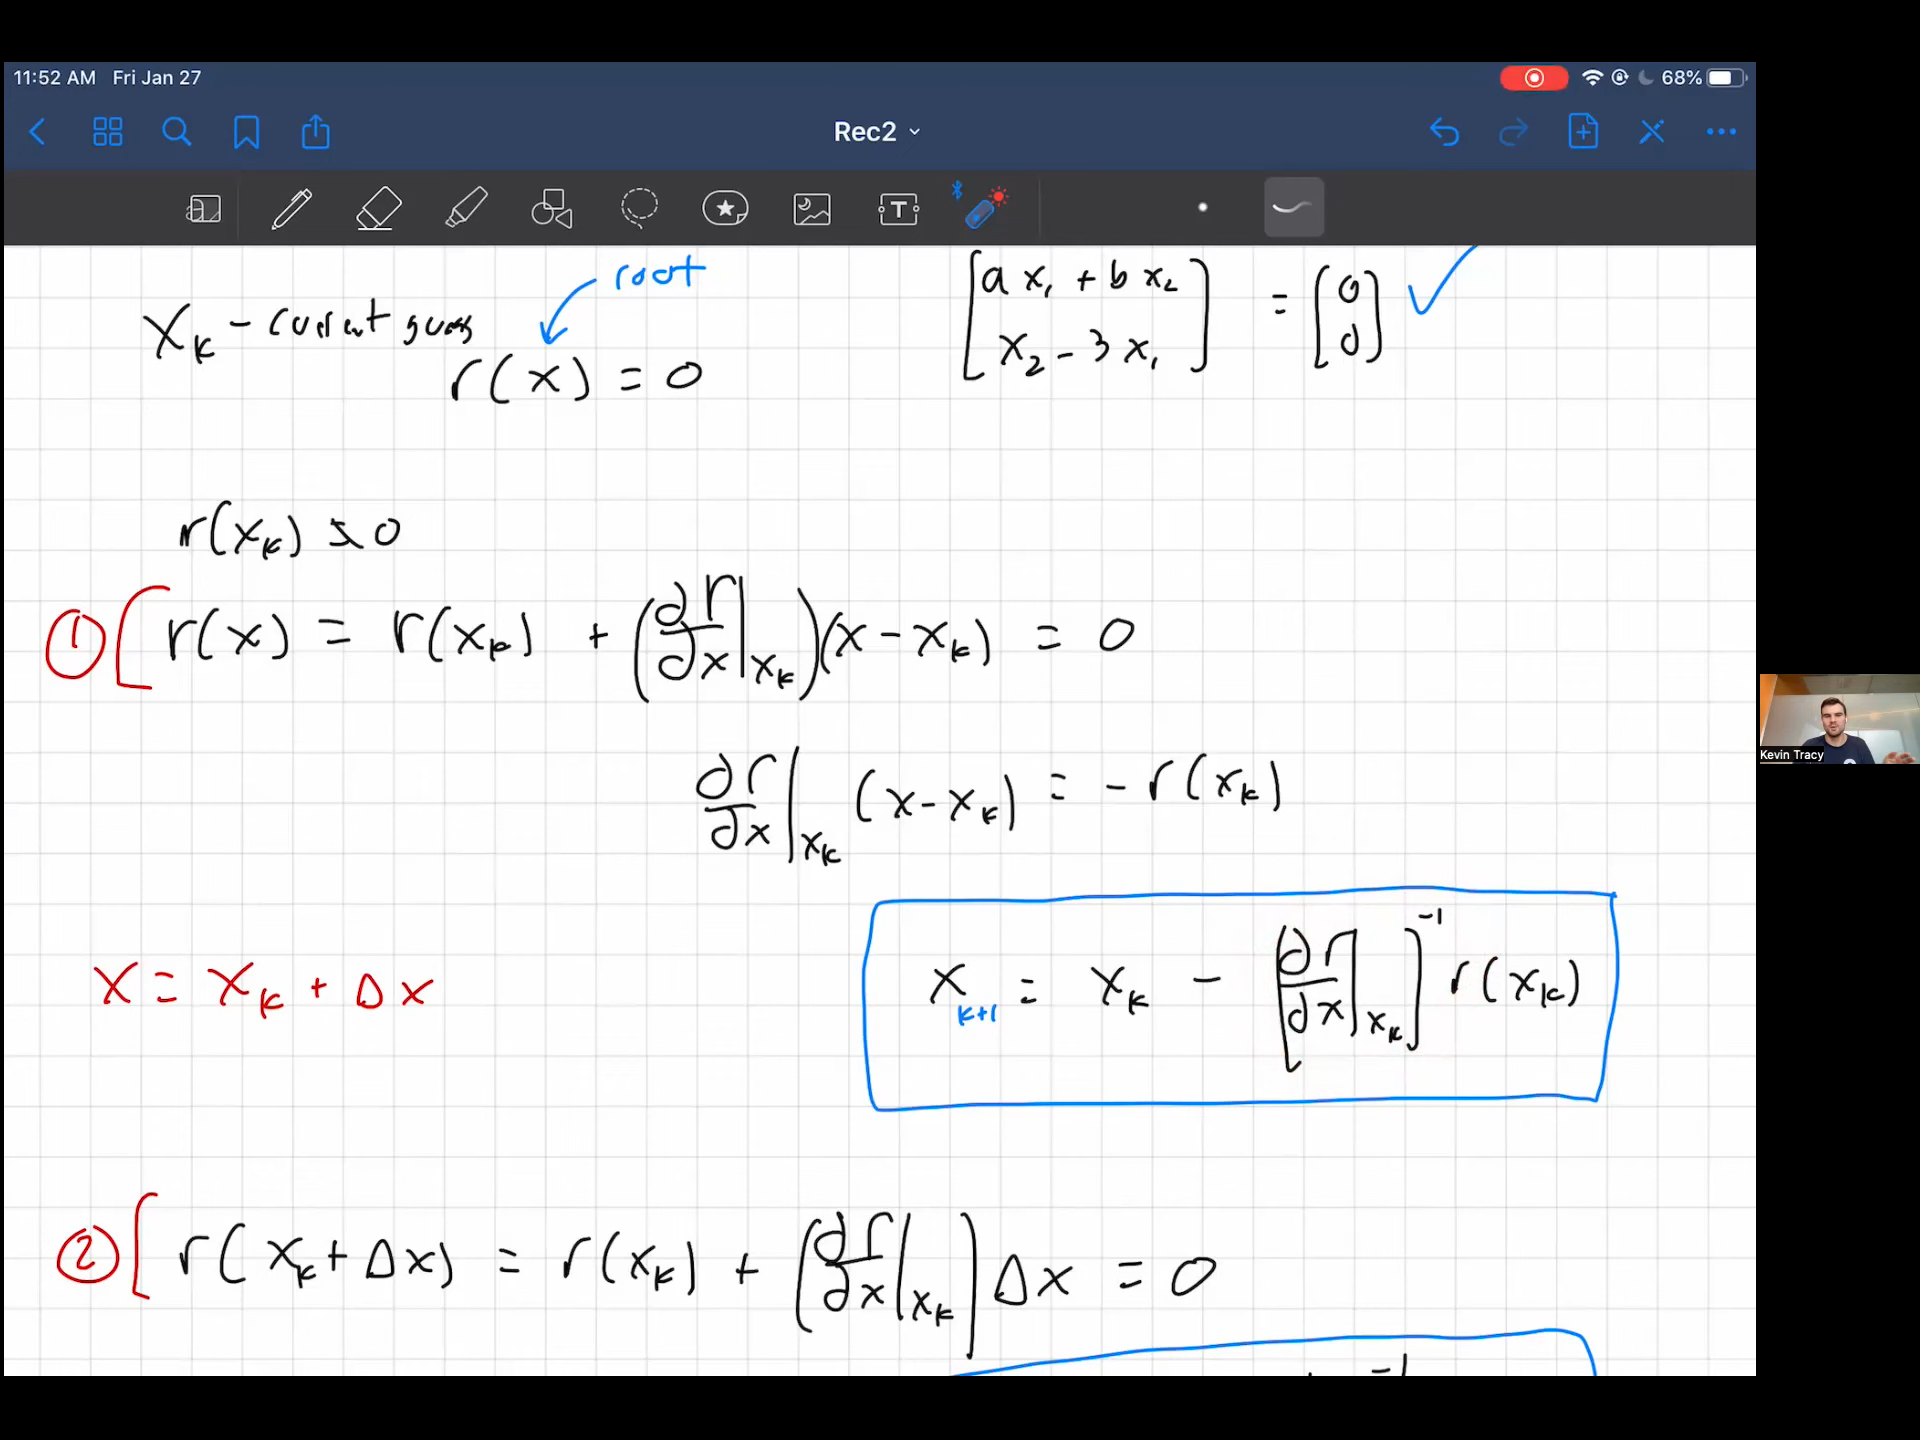 11:52 AM Fri Jan 27 68%
Rec2
T
root
x_k - current guess
r(x) = 0
[a x_1 + b x_2
x_2 - 3 x_1] = [0
0] ✓
r(x_k) ≈ 0
① [ r(x) = r(x_k) + (∂r/∂x|x_k)(x - x_k) = 0
∂r/∂x|x_k (x - x_k) = - r(x_k)
x_{k+1} = x_k - [∂r/∂x|x_k]^{-1} r(x_k)
x = x_k + Δx
② [ r(x_k + Δx) = r(x_k) + (∂r/∂x|x_k) Δx = 0
-1
Kevin Tracy